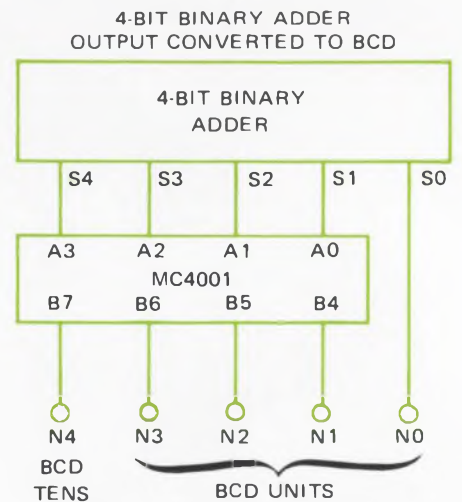 4-BIT BINARY ADDER
OUTPUT CONVERTED TO BCD
4-BIT BINARY
ADDER
S4 S3 S2 S1 S0
A3 A2 A1 A0
MC4001
B7 B6 B5 B4
N4 N3 N2 N1 N0
BCD
TENS
BCD UNITS